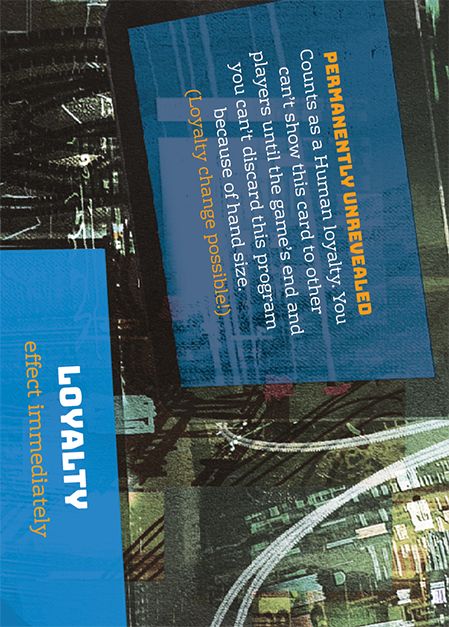 PERMANENTLY UNREVEALED
Counts as a Human loyalty. You
can't show this card to other
players until the game's end and
you can't discard this program
because of hand size.
(Loyalty change possible!)
LOYALTY
effect immediately